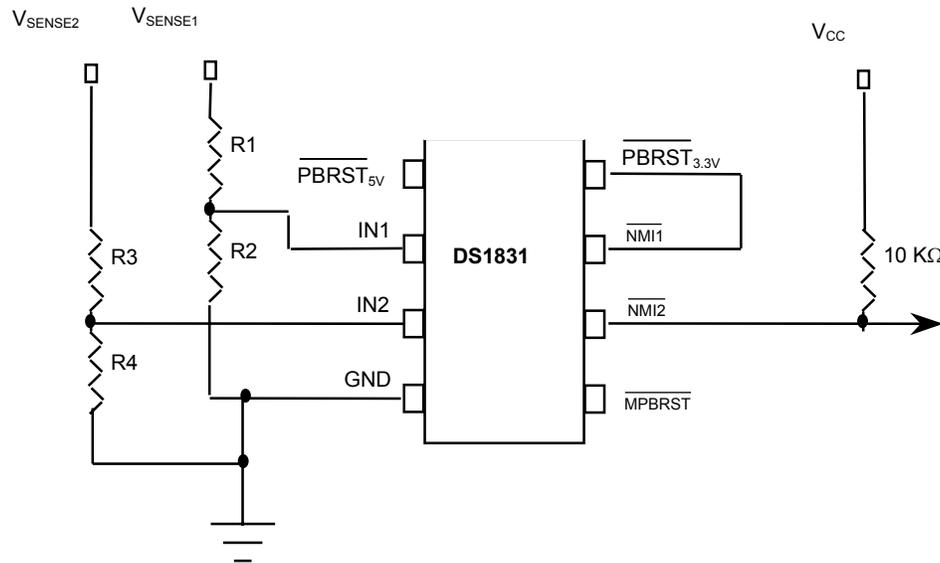 VSENSE2
VSENSE1
VCC
R1
PBRST5V
PBRST3.3V
IN1
NMI1
R2
DS1831
R3
10 KΩ
IN2
NMI2
R4
GND
MPBRST